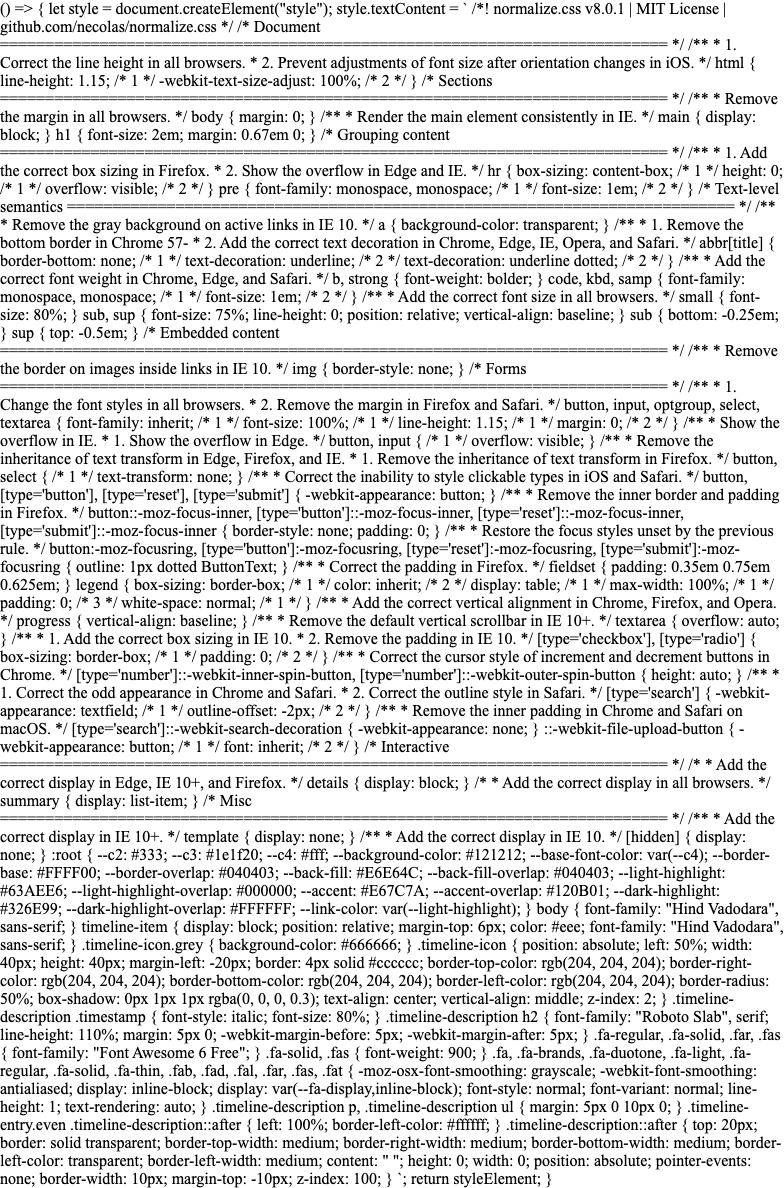 () => { let style = document.createElement("style"); style.textContent = ` /*! normalize.css v8.0.1 | MIT License |
github.com/necolas/normalize.css */ /* Document
========================================================================== */ /** * 1.
Correct the line height in all browsers. * 2. Prevent adjustments of font size after orientation changes in iOS. */ html {
line-height: 1.15; /* 1 */ -webkit-text-size-adjust: 100%; /* 2 */ } /* Sections
========================================================================== */ /** * Remove
the margin in all browsers. */ body { margin: 0; } /** * Render the main element consistently in IE. */ main { display:
block; } h1 { font-size: 2em; margin: 0.67em 0; } /* Grouping content
========================================================================== */ /** * 1. Add
the correct box sizing in Firefox. * 2. Show the overflow in Edge and IE. */ hr { box-sizing: content-box; /* 1 */ height: 0;
/* 1 */ overflow: visible; /* 2 */ } pre { font-family: monospace, monospace; /* 1 */ font-size: 1em; /* 2 */ } /* Text-level
semantics ========================================================================== */ /**
* Remove the gray background on active links in IE 10. */ a { background-color: transparent; } /** * 1. Remove the
bottom border in Chrome 57- * 2. Add the correct text decoration in Chrome, Edge, IE, Opera, and Safari. */ abbr[title] {
border-bottom: none; /* 1 */ text-decoration: underline; /* 2 */ text-decoration: underline dotted; /* 2 */ } /** * Add the
correct font weight in Chrome, Edge, and Safari. */ b, strong { font-weight: bolder; } code, kbd, samp { font-family:
monospace, monospace; /* 1 */ font-size: 1em; /* 2 */ } /** * Add the correct font size in all browsers. */ small { font-
size: 80%; } sub, sup { font-size: 75%; line-height: 0; position: relative; vertical-align: baseline; } sub { bottom: -0.25em;
} sup { top: -0.5em; } /* Embedded content
========================================================================== */ /** * Remove
the border on images inside links in IE 10. */ img { border-style: none; } /* Forms
========================================================================== */ /** * 1.
Change the font styles in all browsers. * 2. Remove the margin in Firefox and Safari. */ button, input, optgroup, select,
textarea { font-family: inherit; /* 1 */ font-size: 100%; /* 1 */ line-height: 1.15; /* 1 */ margin: 0; /* 2 */ } /** * Show the
overflow in IE. * 1. Show the overflow in Edge. */ button, input { /* 1 */ overflow: visible; } /** * Remove the
inheritance of text transform in Edge, Firefox, and IE. * 1. Remove the inheritance of text transform in Firefox. */ button,
select { /* 1 */ text-transform: none; } /** * Correct the inability to style clickable types in iOS and Safari. */ button,
[type='button'], [type='reset'], [type='submit'] { -webkit-appearance: button; } /** * Remove the inner border and padding
in Firefox. */ button::-moz-focus-inner, [type='button']::-moz-focus-inner, [type='reset']::-moz-focus-inner,
[type='submit']::-moz-focus-inner { border-style: none; padding: 0; } /** * Restore the focus styles unset by the previous
rule. */ button:-moz-focusring, [type='button']:-moz-focusring, [type='reset']:-moz-focusring, [type='submit']:-moz-
focusring { outline: 1px dotted ButtonText; } /** * Correct the padding in Firefox. */ fieldset { padding: 0.35em 0.75em
0.625em; } legend { box-sizing: border-box; /* 1 */ color: inherit; /* 2 */ display: table; /* 1 */ max-width: 100%; /* 1 */
padding: 0; /* 3 */ white-space: normal; /* 1 */ } /** * Add the correct vertical alignment in Chrome, Firefox, and Opera.
*/ progress { vertical-align: baseline; } /** * Remove the default vertical scrollbar in IE 10+. */ textarea { overflow: auto;
} /** * 1. Add the correct box sizing in IE 10. * 2. Remove the padding in IE 10. */ [type='checkbox'], [type='radio'] {
box-sizing: border-box; /* 1 */ padding: 0; /* 2 */ } /** * Correct the cursor style of increment and decrement buttons in
Chrome. */ [type='number']::-webkit-inner-spin-button, [type='number']::-webkit-outer-spin-button { height: auto; } /** *
1. Correct the odd appearance in Chrome and Safari. * 2. Correct the outline style in Safari. */ [type='search'] { -webkit-
appearance: textfield; /* 1 */ outline-offset: -2px; /* 2 */ } /** * Remove the inner padding in Chrome and Safari on
macOS. */ [type='search']::-webkit-search-decoration { -webkit-appearance: none; } ::-webkit-file-upload-button { -
webkit-appearance: button; /* 1 */ font: inherit; /* 2 */ } /* Interactive
========================================================================== */ /* * Add the
correct display in Edge, IE 10+, and Firefox. */ details { display: block; } /* * Add the correct display in all browsers. */
summary { display: list-item; } /* Misc
========================================================================== */ /** * Add the
correct display in IE 10+. */ template { display: none; } /** * Add the correct display in IE 10. */ [hidden] { display:
none; } :root { --c2: #333; --c3: #1e1f20; --c4: #fff; --background-color: #121212; --base-font-color: var(--c4); --border-
base: #FFFF00; --border-overlap: #040403; --back-fill: #E6E64C; --back-fill-overlap: #040403; --light-highlight:
#63AEE6; --light-highlight-overlap: #000000; --accent: #E67C7A; --accent-overlap: #120B01; --dark-highlight:
#326E99; --dark-highlight-overlap: #FFFFFF; --link-color: var(--light-highlight); } body { font-family: "Hind Vadodara",
sans-serif; } timeline-item { display: block; position: relative; margin-top: 6px; color: #eee; font-family: "Hind Vadodara",
sans-serif; } .timeline-icon.grey { background-color: #666666; } .timeline-icon { position: absolute; left: 50%; width:
40px; height: 40px; margin-left: -20px; border: 4px solid #cccccc; border-top-color: rgb(204, 204, 204); border-right-
color: rgb(204, 204, 204); border-bottom-color: rgb(204, 204, 204); border-left-color: rgb(204, 204, 204); border-radius:
50%; box-shadow: 0px 1px 1px rgba(0, 0, 0, 0.3); text-align: center; vertical-align: middle; z-index: 2; } .timeline-
description .timestamp { font-style: italic; font-size: 80%; } .timeline-description h2 { font-family: "Roboto Slab", serif;
line-height: 110%; margin: 5px 0; -webkit-margin-before: 5px; -webkit-margin-after: 5px; } .fa-regular, .fa-solid, .far, .fas
{ font-family: "Font Awesome 6 Free"; } .fa-solid, .fas { font-weight: 900; } .fa, .fa-brands, .fa-duotone, .fa-light, .fa-
regular, .fa-solid, .fa-thin, .fab, .fad, .fal, .far, .fas, .fat { -moz-osx-font-smoothing: grayscale; -webkit-font-smoothing:
antialiased; display: inline-block; display: var(--fa-display,inline-block); font-style: normal; font-variant: normal; line-
height: 1; text-rendering: auto; } .timeline-description p, .timeline-description ul { margin: 5px 0 10px 0; } .timeline-
entry.even .timeline-description::after { left: 100%; border-left-color: #ffffff; } .timeline-description::after { top: 20px;
border: solid transparent; border-top-width: medium; border-right-width: medium; border-bottom-width: medium; border-
left-color: transparent; border-left-width: medium; content: " "; height: 0; width: 0; position: absolute; pointer-events:
none; border-width: 10px; margin-top: -10px; z-index: 100; } `; return styleElement; }